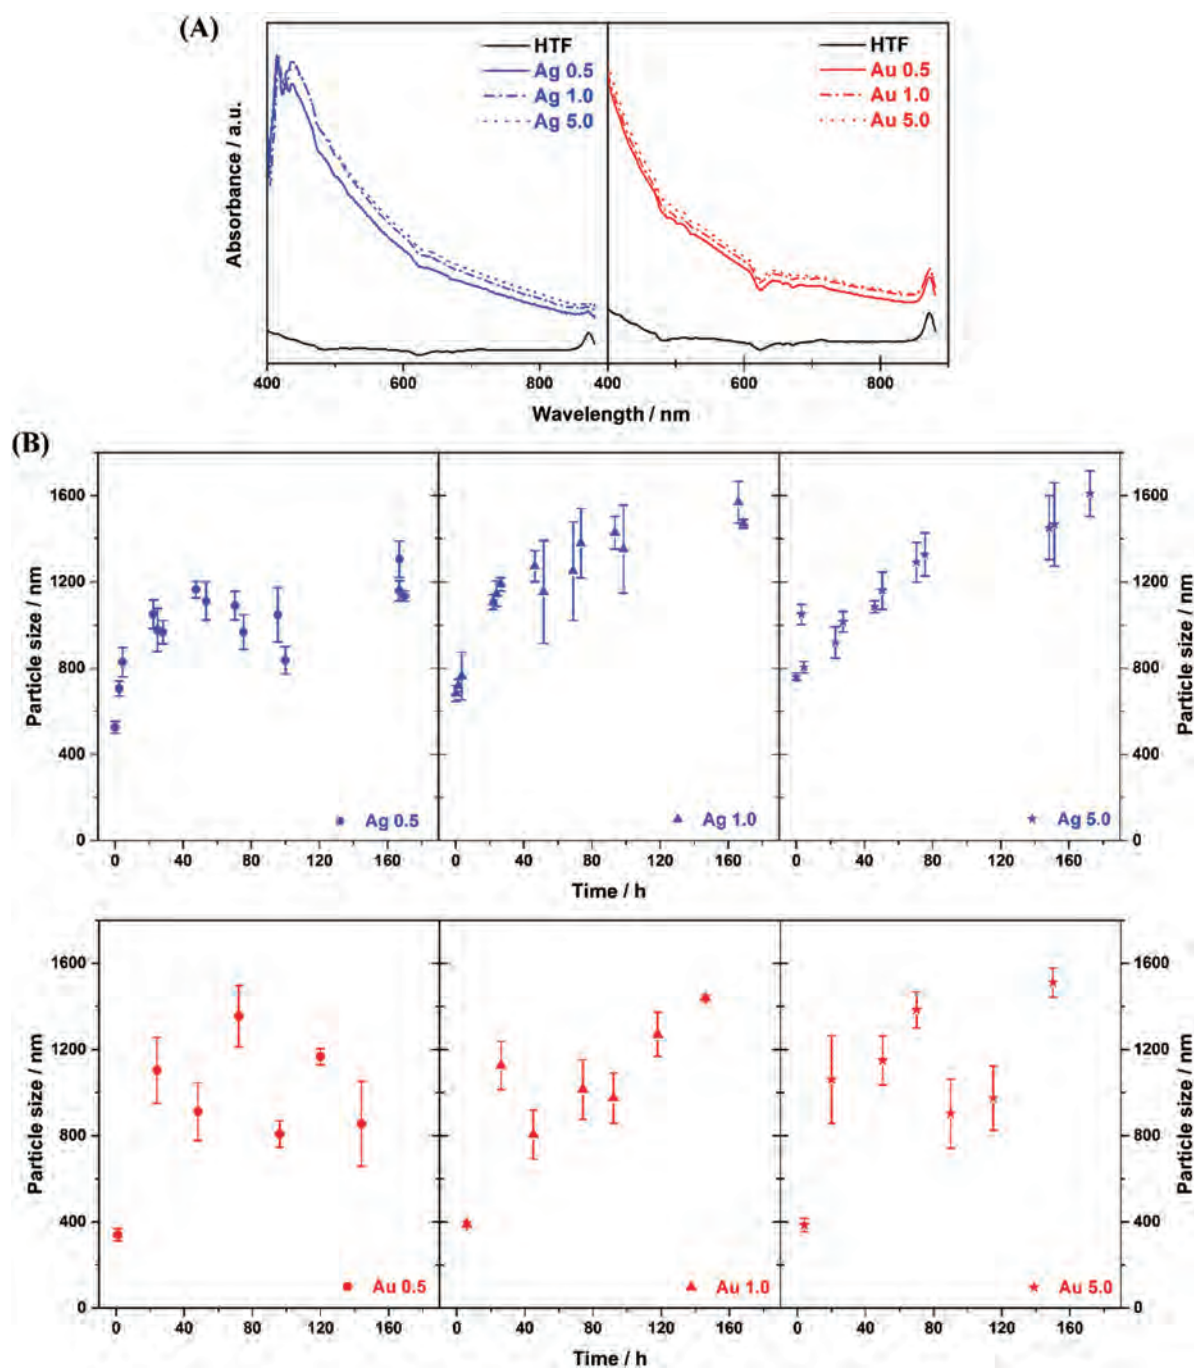 (A)
HTF
Ag 0.5
Ag 1.0
Ag 5.0
HTF
Au 0.5
Au 1.0
Au 5.0
Absorbance / a.u.
400 600 800 400 600 800
Wavelength / nm
(B)
Particle size / nm
1600
1200
800
400
0
Ag 0.5
Ag 1.0
Ag 5.0
1600
1200
800
400
0
Particle size / nm
0 40 80 120 160 0 40 80 120 160 0 40 80 120 160
Time / h
Particle size / nm
1600
1200
800
400
0
Au 0.5
Au 1.0
Au 5.0
1600
1200
800
400
0
Particle size / nm
0 40 80 120 160 0 40 80 120 160 0 40 80 120 160
Time / h